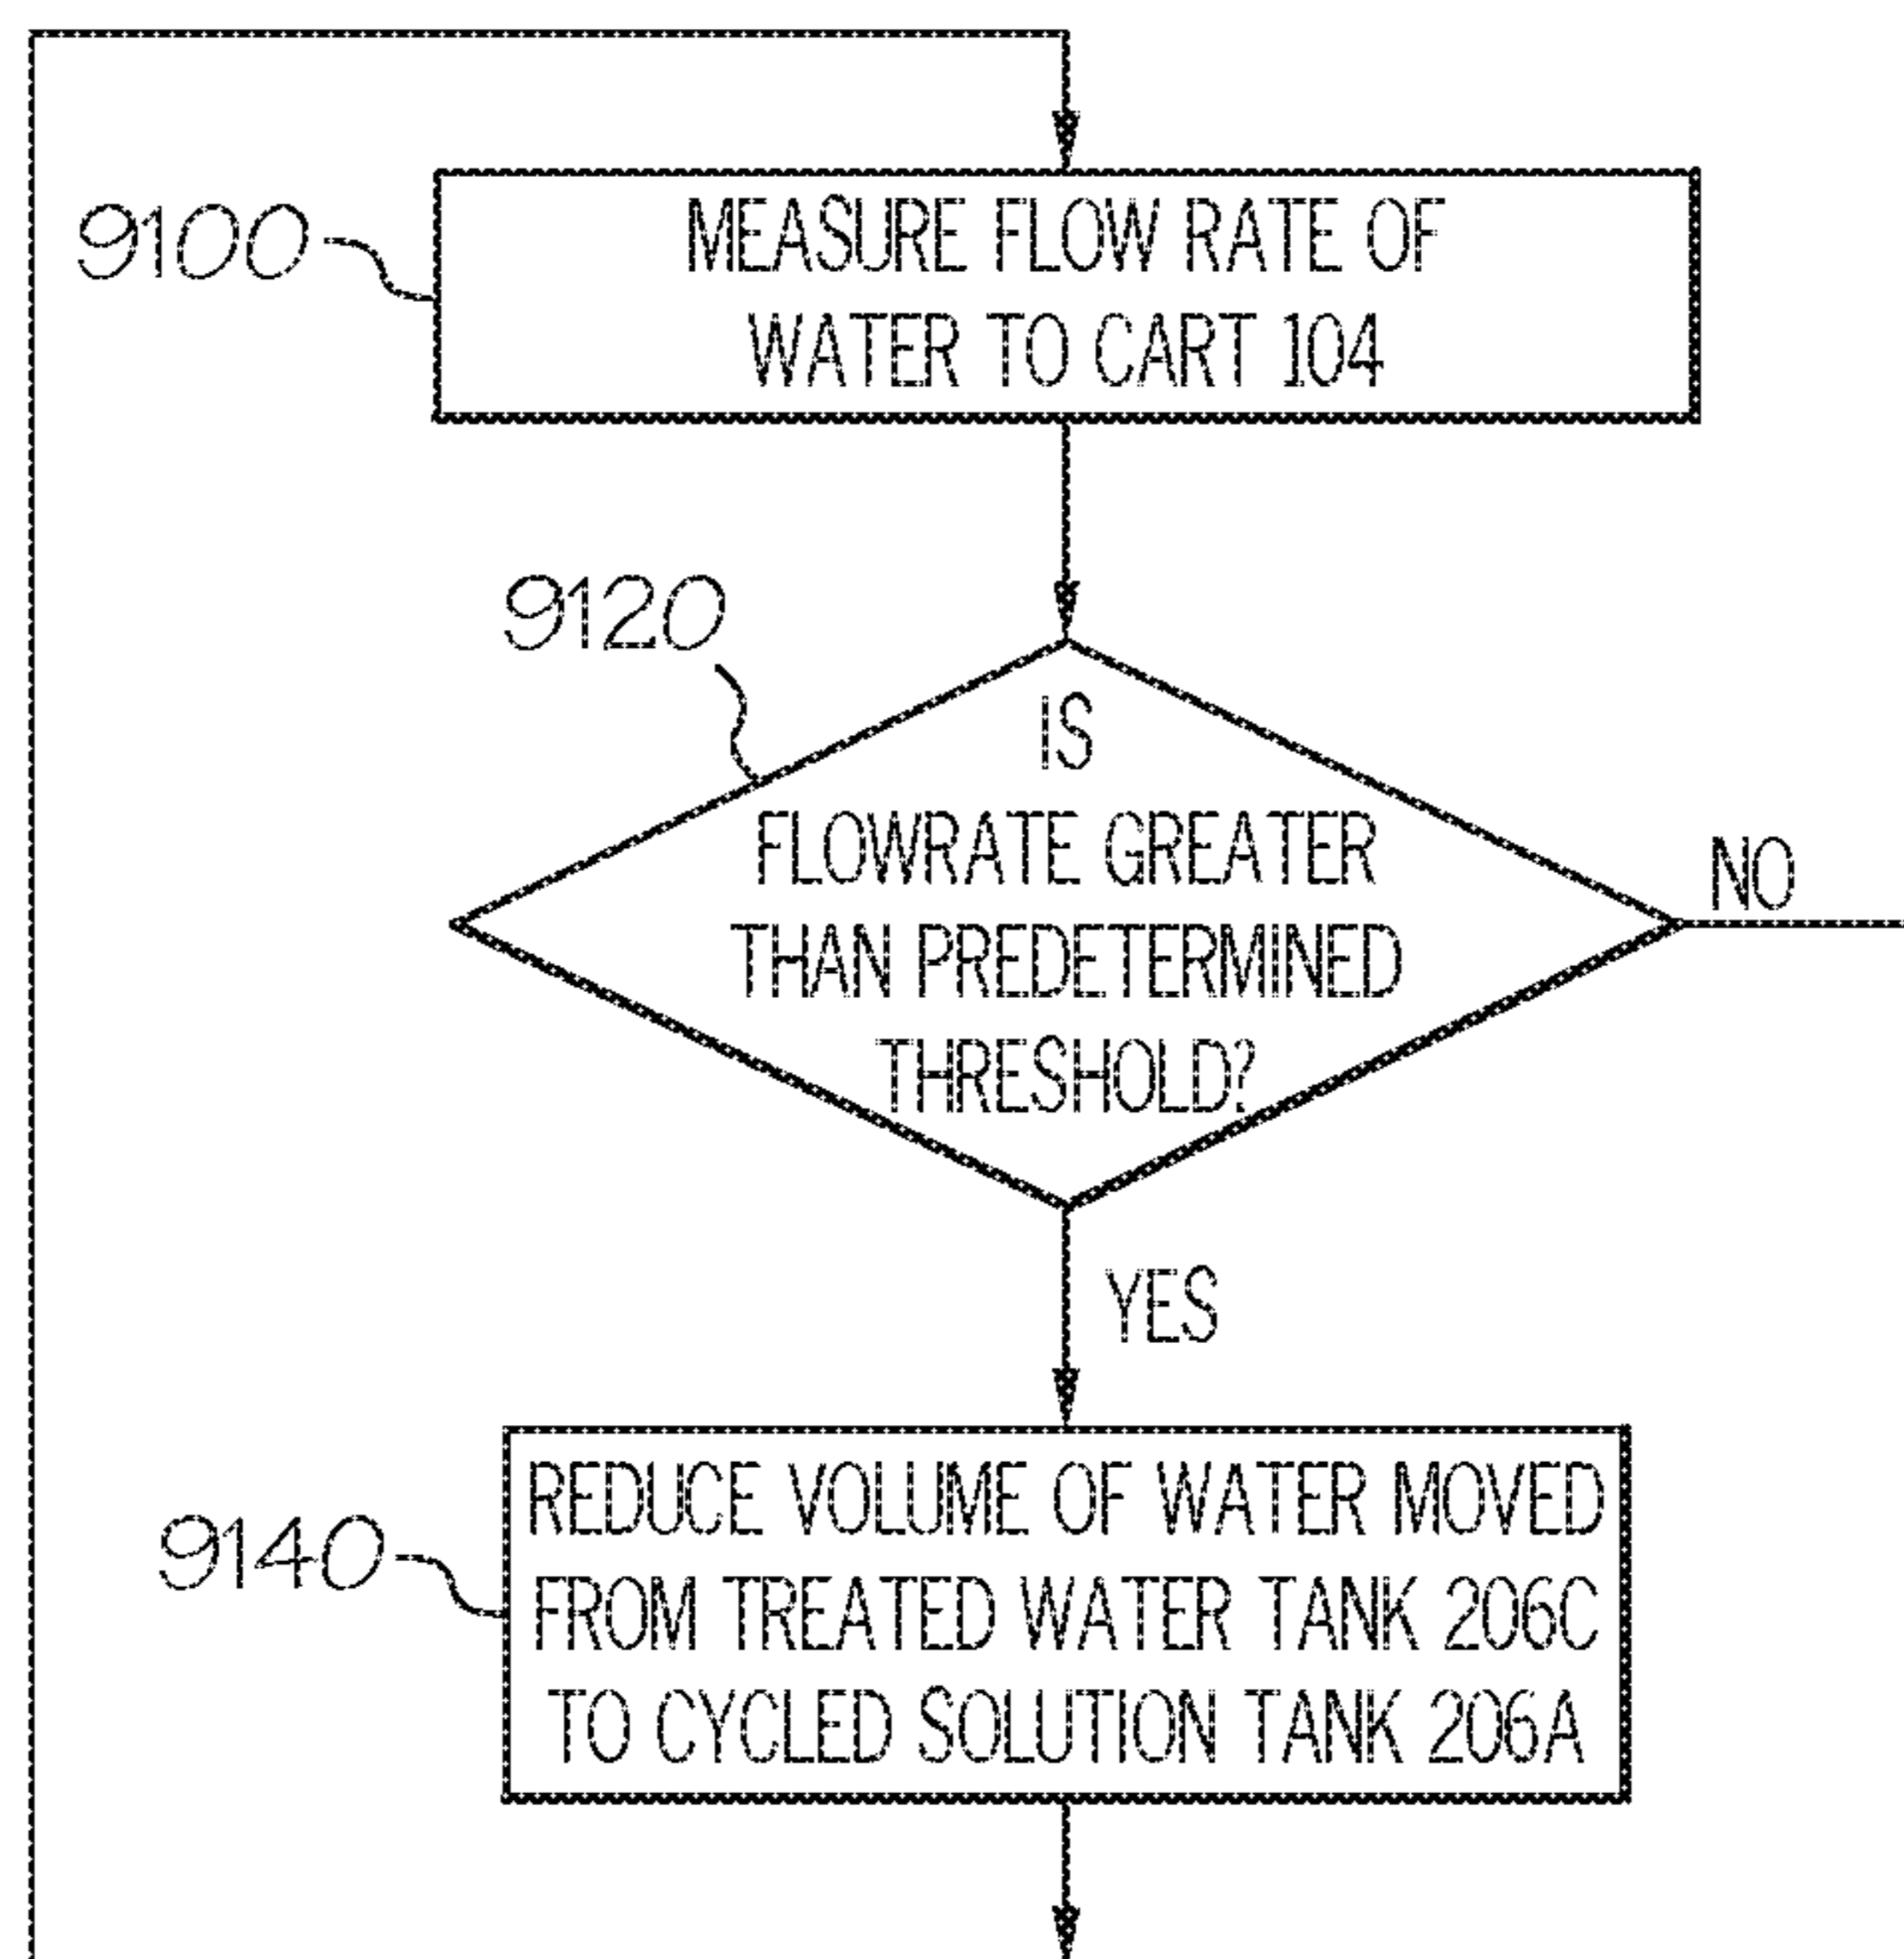 9100
MEASURE FLOW RATE OF
WATER TO CART 104
9120
IS
FLOWRATE GREATER
THAN PREDETERMINED
THRESHOLD?
NO
YES
9140
REDUCE VOLUME OF WATER MOVED
FROM TREATED WATER TANK 206C
TO CYCLED SOLUTION TANK 206A